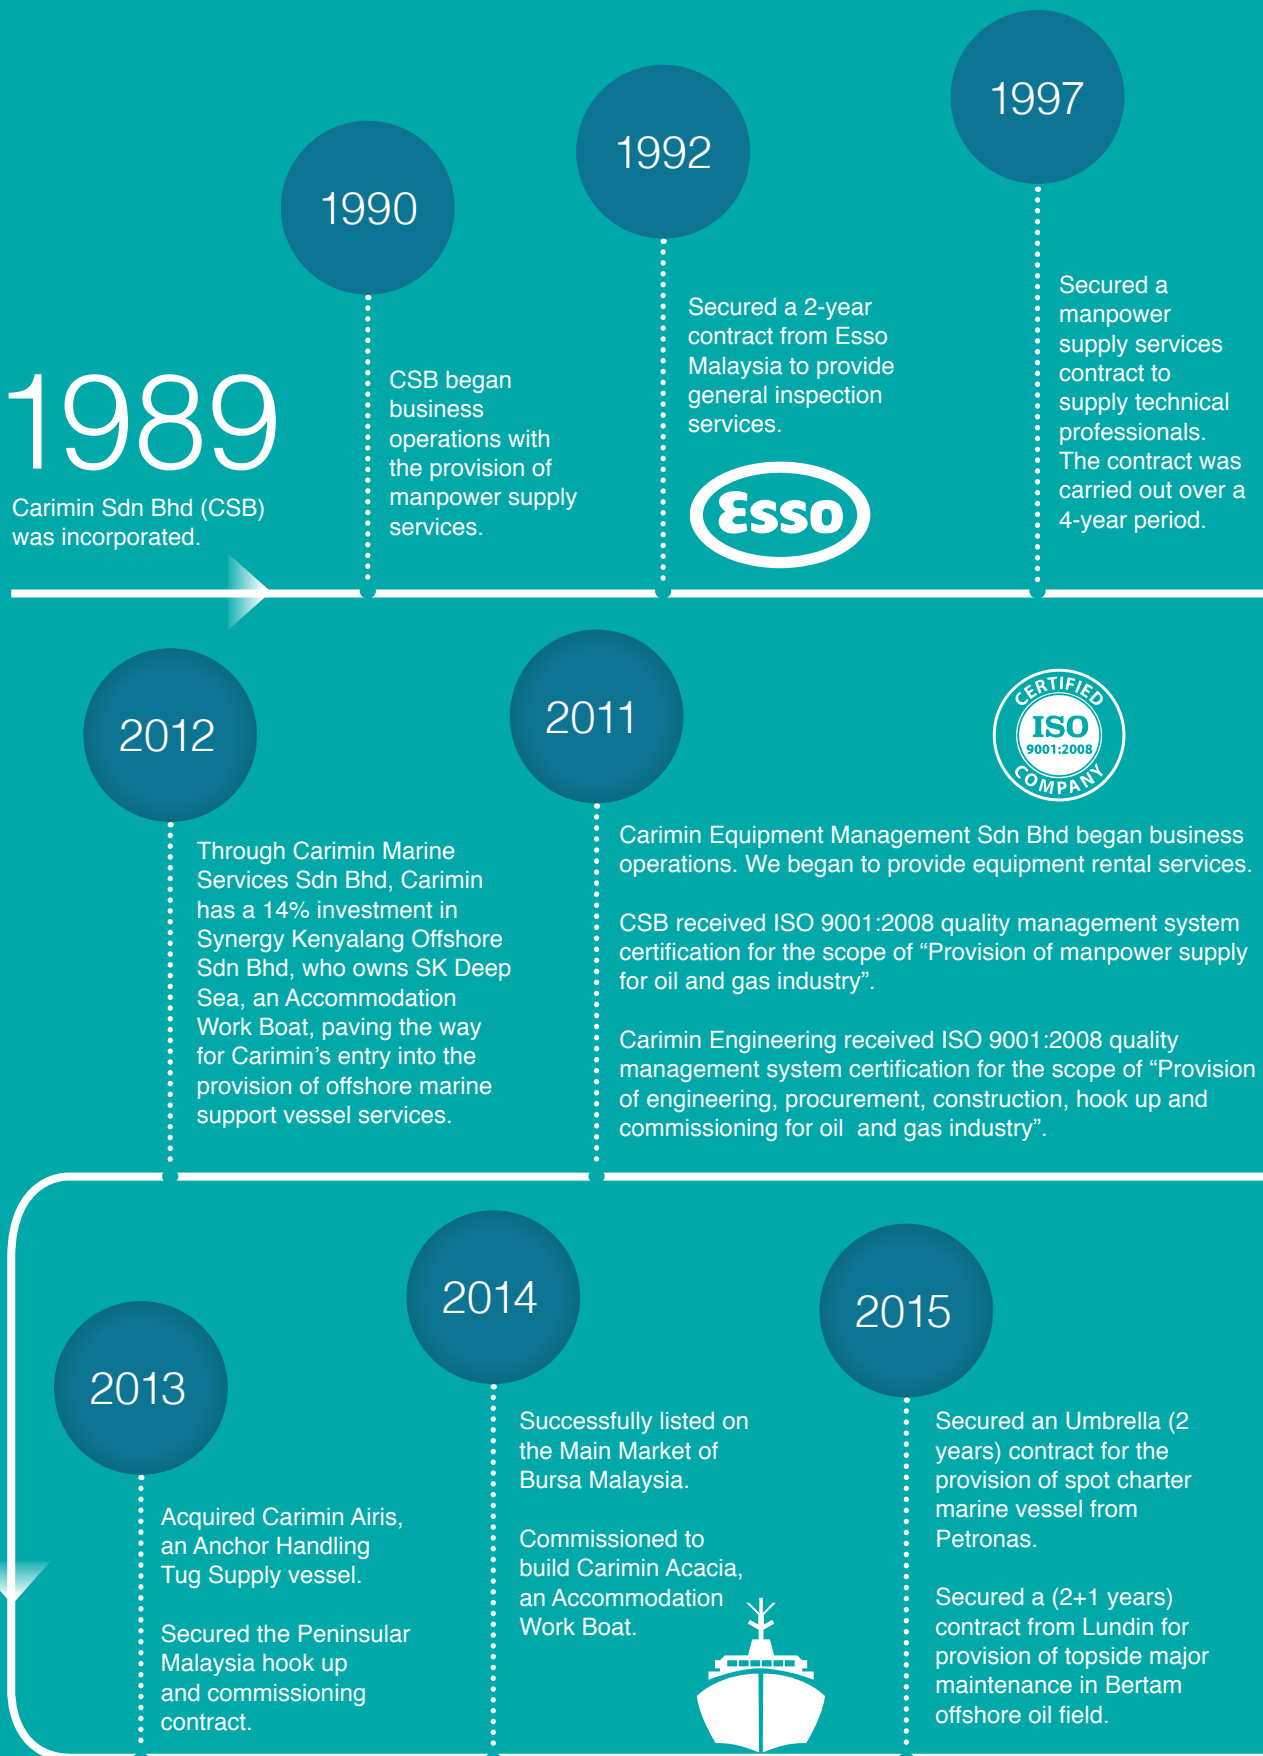 1989
Carimin Sdn Bhd (CSB)
was incorporated.
1990
CSB began
business
operations with
the provision of
manpower supply
services.
1992
Secured a 2-year
contract from Esso
Malaysia to provide
general inspection
services.
Esso
1997
Secured a
manpower
supply services
contract to
supply technical
professionals.
The contract was
carried out over a
4-year period.
2012
Through Carimin Marine
Services Sdn Bhd, Carimin
has a 14% investment in
Synergy Kenyalang Offshore
Sdn Bhd, who owns SK Deep
Sea, an Accommodation
Work Boat, paving the way
for Carimin’s entry into the
provision of offshore marine
support vessel services.
2011
CERTIFIED
ISO
9001:2008
COMPANY
Carimin Equipment Management Sdn Bhd began business
operations. We began to provide equipment rental services.
CSB received ISO 9001:2008 quality management system
certification for the scope of “Provision of manpower supply
for oil and gas industry”.
Carimin Engineering received ISO 9001:2008 quality
management system certification for the scope of “Provision
of engineering, procurement, construction, hook up and
commissioning for oil and gas industry”.
2013
Acquired Carimin Airis,
an Anchor Handling
Tug Supply vessel.
Secured the Peninsular
Malaysia hook up
and commissioning
contract.
2014
Successfully listed on
the Main Market of
Bursa Malaysia.
Commissioned to
build Carimin Acacia,
an Accommodation
Work Boat.
2015
Secured an Umbrella (2
years) contract for the
provision of spot charter
marine vessel from
Petronas.
Secured a (2+1 years)
contract from Lundin for
provision of topside major
maintenance in Bertam
offshore oil field.